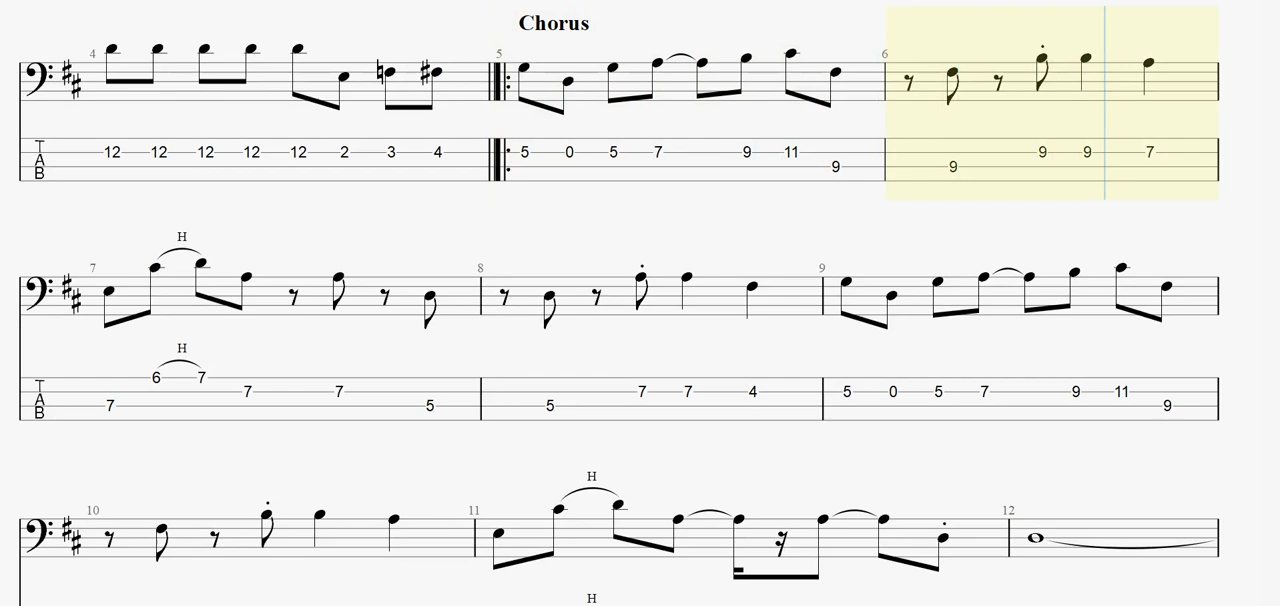 Chorus
4 5 6
T 12 12 12 12 12 2 3 4 5 0 5 7 9 11 9 9 7
A 9 9
B
H
7 8 9
H
T 6 7
A 7 7 7 7 4 5 0 5 7 9 11
B 7 5 5 9
H
10 11 12
H